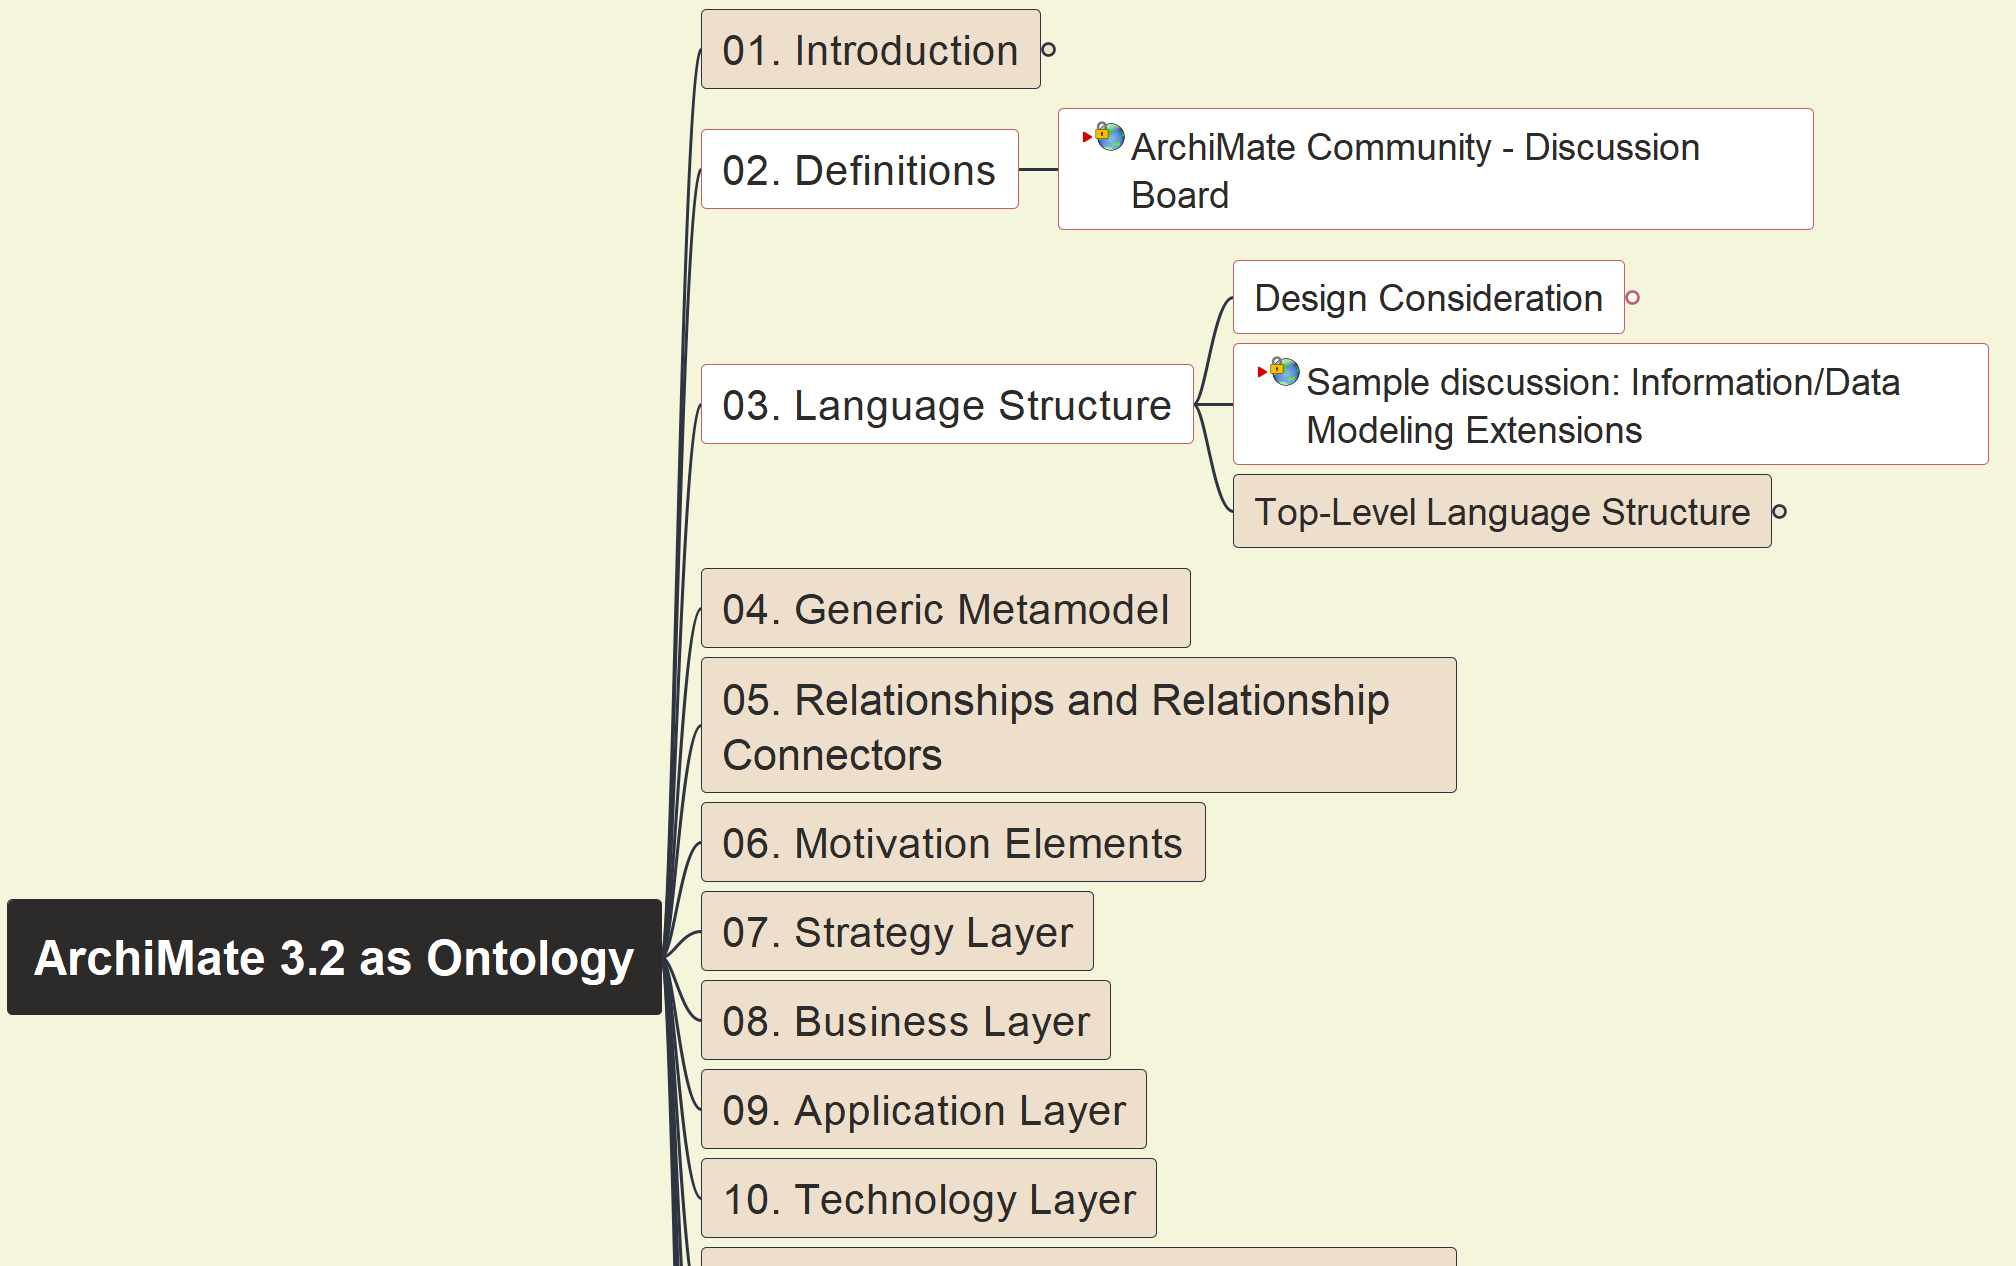 01. Introduction
02. Definitions
ArchiMate Community - Discussion
Board
Design Consideration
03. Language Structure
Sample discussion: Information/Data
Modeling Extensions
Top-Level Language Structure
04. Generic Metamodel
05. Relationships and Relationship
Connectors
06. Motivation Elements
07. Strategy Layer
ArchiMate 3.2 as Ontology
08. Business Layer
09. Application Layer
10. Technology Layer